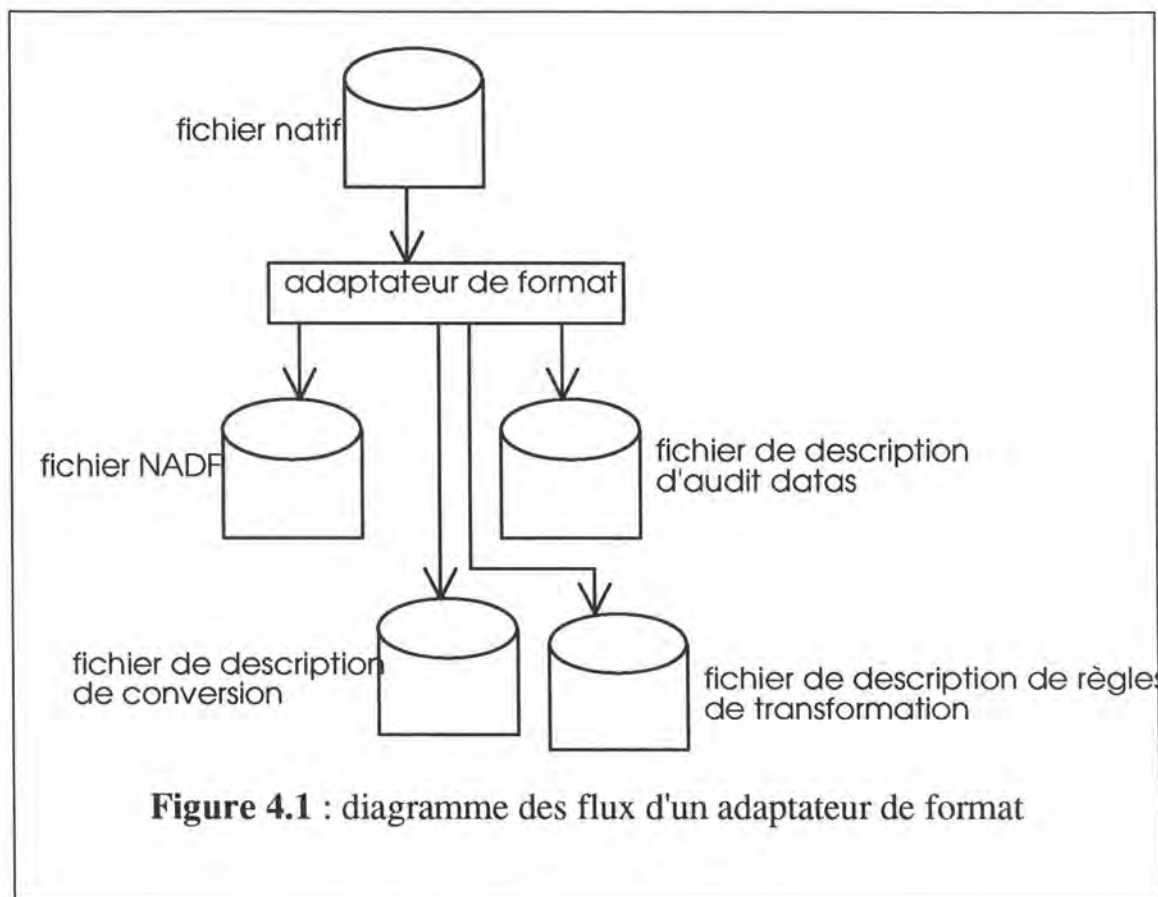 fichier natif
adaptateur de format
fichier NADF
fichier de description
d'audit datas
fichier de description
de conversion
fichier de description de règles
de transformation
Figure 4.1 : diagramme des flux d'un adaptateur de format